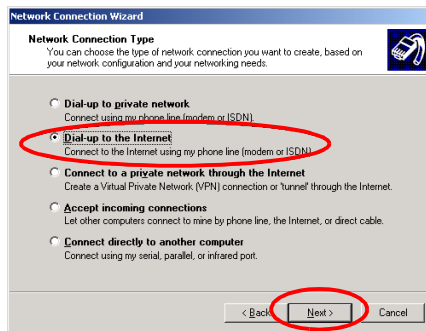 Network Connection Wizard
Network Connection Type
You can choose the type of network connection you want to create, based on
your network configuration and your networking needs.
Dial-up to private network
Connect using my phone line (modem or ISDN).
Dial-up to the Internet
Connect to the Internet using my phone line (modem or ISDN).
Connect to a private network through the Internet
Create a Virtual Private Network (VPN) connection or 'tunnel' through the Internet.
Accept incoming connections
Let other computers connect to mine by phone line, the Internet, or direct cable.
Connect directly to another computer
Connect using my serial, parallel, or infrared port.
< Back Next > Cancel